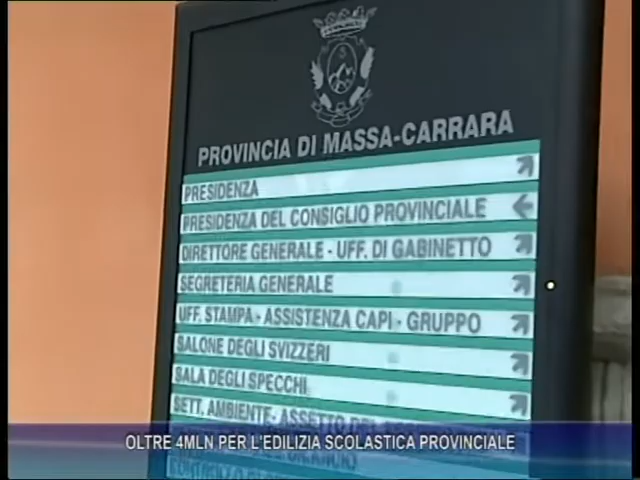 PROVINCIA DI MASSA-CARRARA
PRESIDENZA
PRESIDENZA DEL CONSIGLIO PROVINCIALE
DIRETTORE GENERALE - UFF. DI GABINETTO
SEGRETERIA GENERALE
UFF. STAMPA - ASSISTENZA CAPI - GRUPPO
SALONE DEGLI SVIZZERI
SALA DEGLI SPECCHI
SETT. AMBIENTE - ASSETTO DEL
OLTRE 4MLN PER L'EDILIZIA SCOLASTICA PROVINCIALE